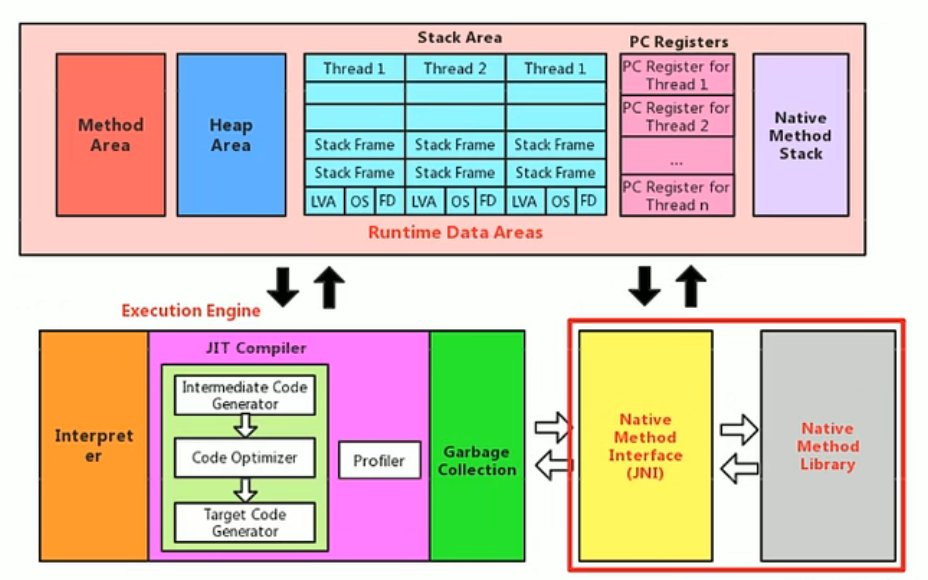 Stack Area
PC Registers
Method
Area
Heap
Area
Thread 1
Thread 2
Thread 1
Stack Frame
Stack Frame
Stack Frame
Stack Frame
Stack Frame
Stack Frame
LVA
OS
FD
LVA
OS
FD
LVA
OS
FD
PC Register for
Thread 1
PC Register for
Thread 2
...
PC Register for
Thread n
Native
Method
Stack
Runtime Data Areas
Execution Engine
Interpret
er
JIT Compiler
Intermediate Code
Generator
Code Optimizer
Target Code
Generator
Profiler
Garbage
Collection
Native
Method
Interface
(JNI)
Native
Method
Library